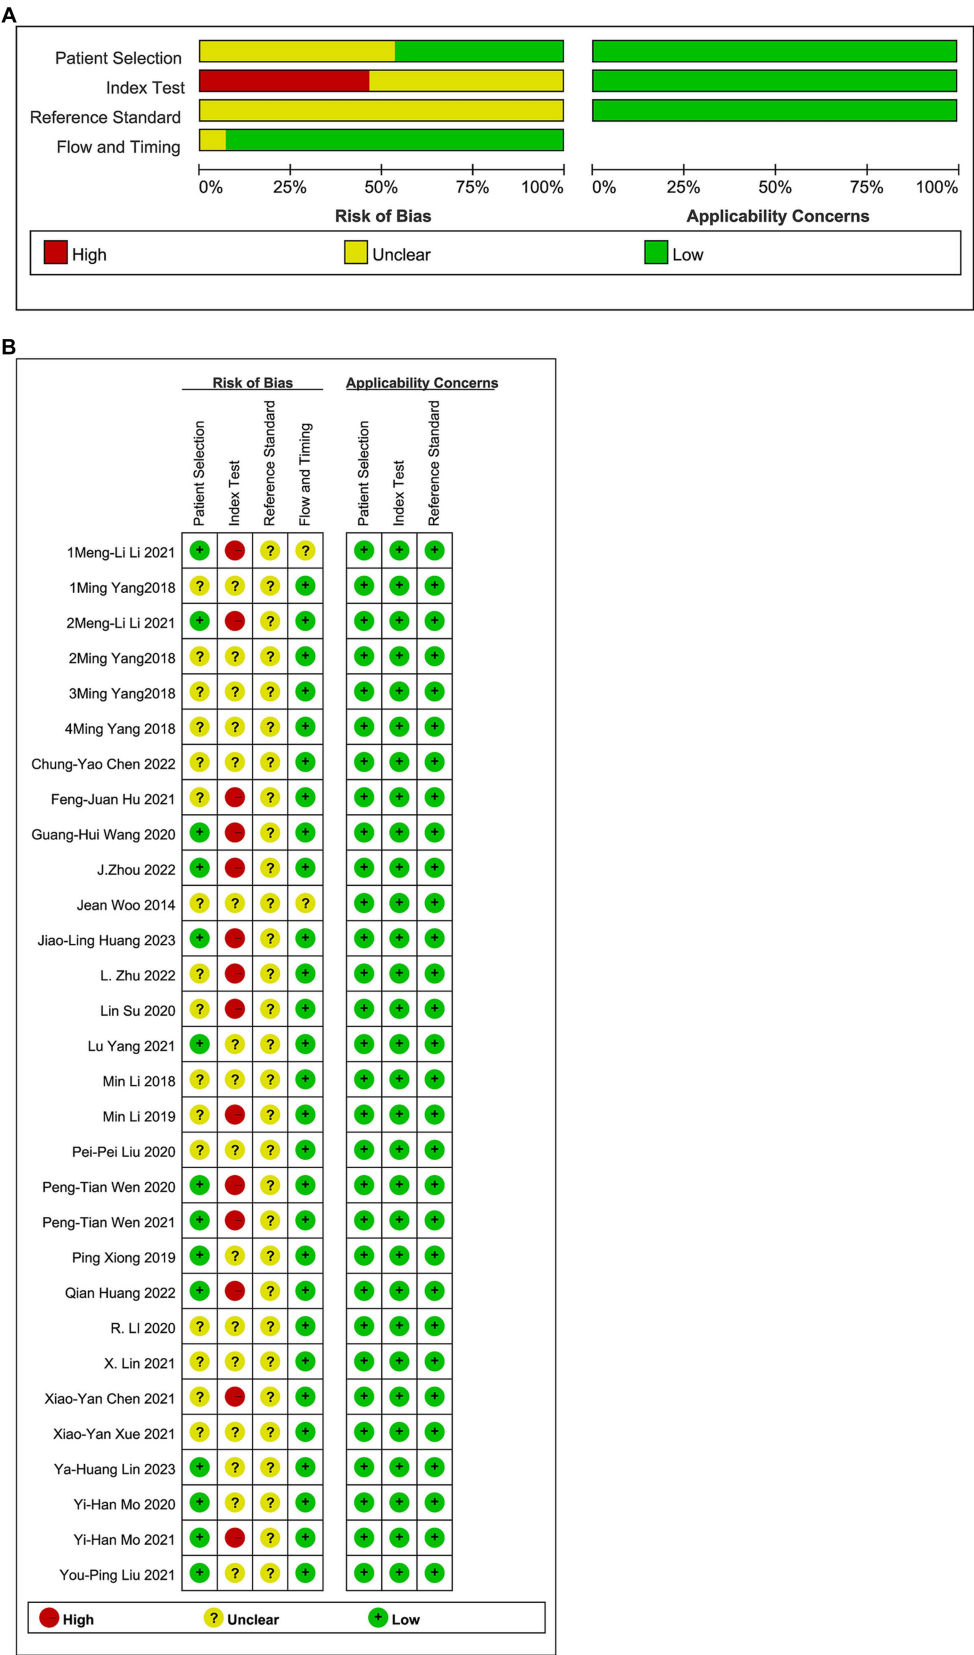 A
Patient Selection
Index Test
Reference Standard
Flow and Timing
0% 25% 50% 75% 100% 0% 25% 50% 75% 100%
Risk of Bias Applicability Concerns
High Unclear Low
B
Risk of Bias Applicability Concerns
Patient Selection Index Test Reference Standard Flow and Timing Patient Selection Index Test Reference Standard
1Meng-Li Li 2021 + - ? ? + + +
1Ming Yang2018 ? ? ? + + + +
2Meng-Li Li 2021 + - ? + + + +
2Ming Yang2018 ? ? ? + + + +
3Ming Yang2018 ? ? ? + + + +
4Ming Yang 2018 ? ? ? + + + +
Chung-Yao Chen 2022 ? ? ? + + + +
Feng-Juan Hu 2021 ? - ? + + + +
Guang-Hui Wang 2020 + - ? + + + +
J.Zhou 2022 + - ? + + + +
Jean Woo 2014 ? ? ? ? + + +
Jiao-Ling Huang 2023 + - ? + + + +
L. Zhu 2022 ? - ? + + + +
Lin Su 2020 ? - ? + + + +
Lu Yang 2021 + ? ? + + + +
Min Li 2018 ? ? ? + + + +
Min Li 2019 ? - ? + + + +
Pei-Pei Liu 2020 ? ? ? + + + +
Peng-Tian Wen 2020 + - ? + + + +
Peng-Tian Wen 2021 + - ? + + + +
Ping Xiong 2019 + ? ? + + + +
Qian Huang 2022 + - ? + + + +
R. LI 2020 ? ? ? + + + +
X. Lin 2021 ? ? ? + + + +
Xiao-Yan Chen 2021 ? - ? + + + +
Xiao-Yan Xue 2021 ? ? ? + + + +
Ya-Huang Lin 2023 + ? ? + + + +
Yi-Han Mo 2020 + ? ? + + + +
Yi-Han Mo 2021 + - ? + + + +
You-Ping Liu 2021 + ? ? + + + +
- High ? Unclear + Low